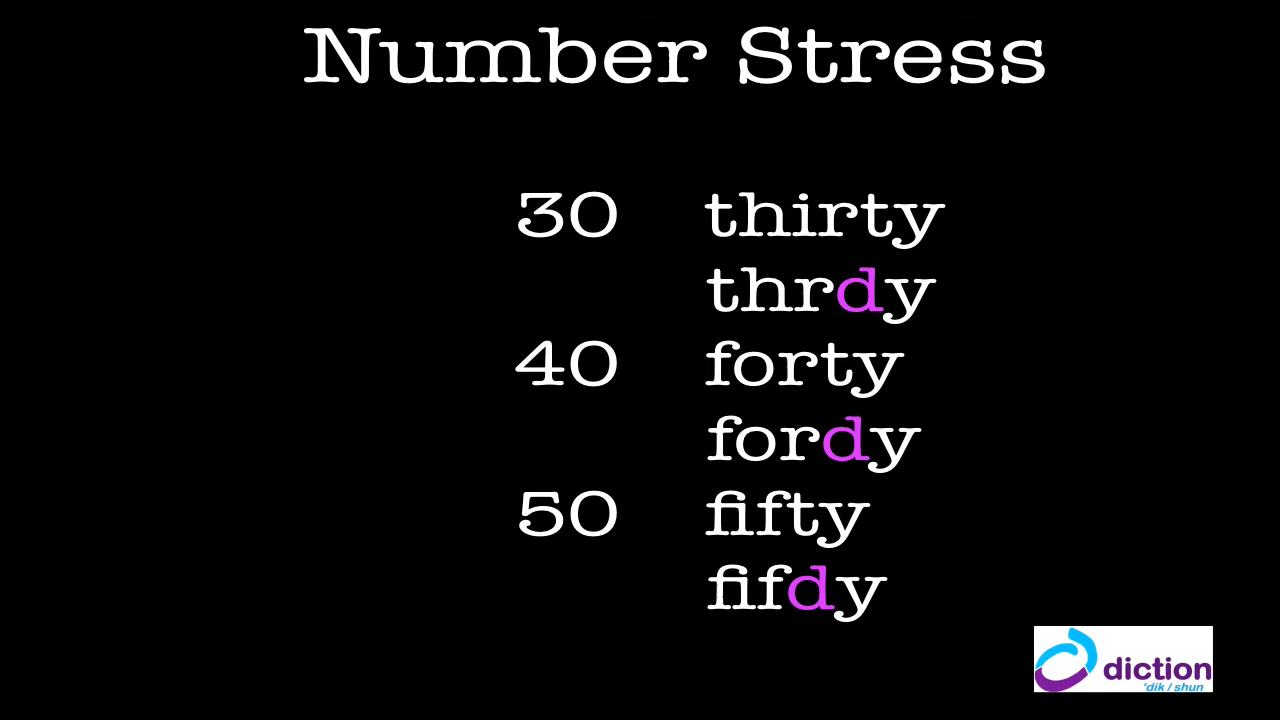 Number Stress
30 thirty
thrdy
40 forty
fordy
50 fifty
fifdy
diction
'dik / shun